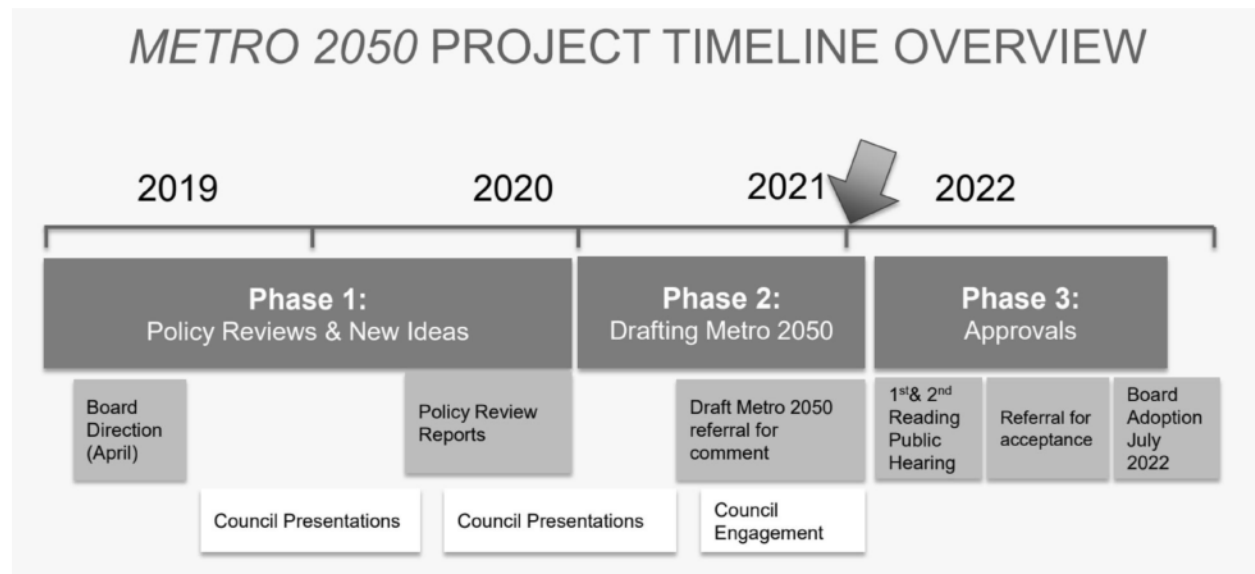 METRO 2050 PROJECT TIMELINE OVERVIEW
2019
2020
2021
2022
Phase 1:
Policy Reviews & New Ideas
Phase 2:
Drafting Metro 2050
Phase 3:
Approvals
Board
Direction
(April)
Policy Review
Reports
Draft Metro 2050
referral for
comment
1st& 2nd
Reading
Public
Hearing
Referral for
acceptance
Board
Adoption
July
2022
Council Presentations
Council Presentations
Council
Engagement